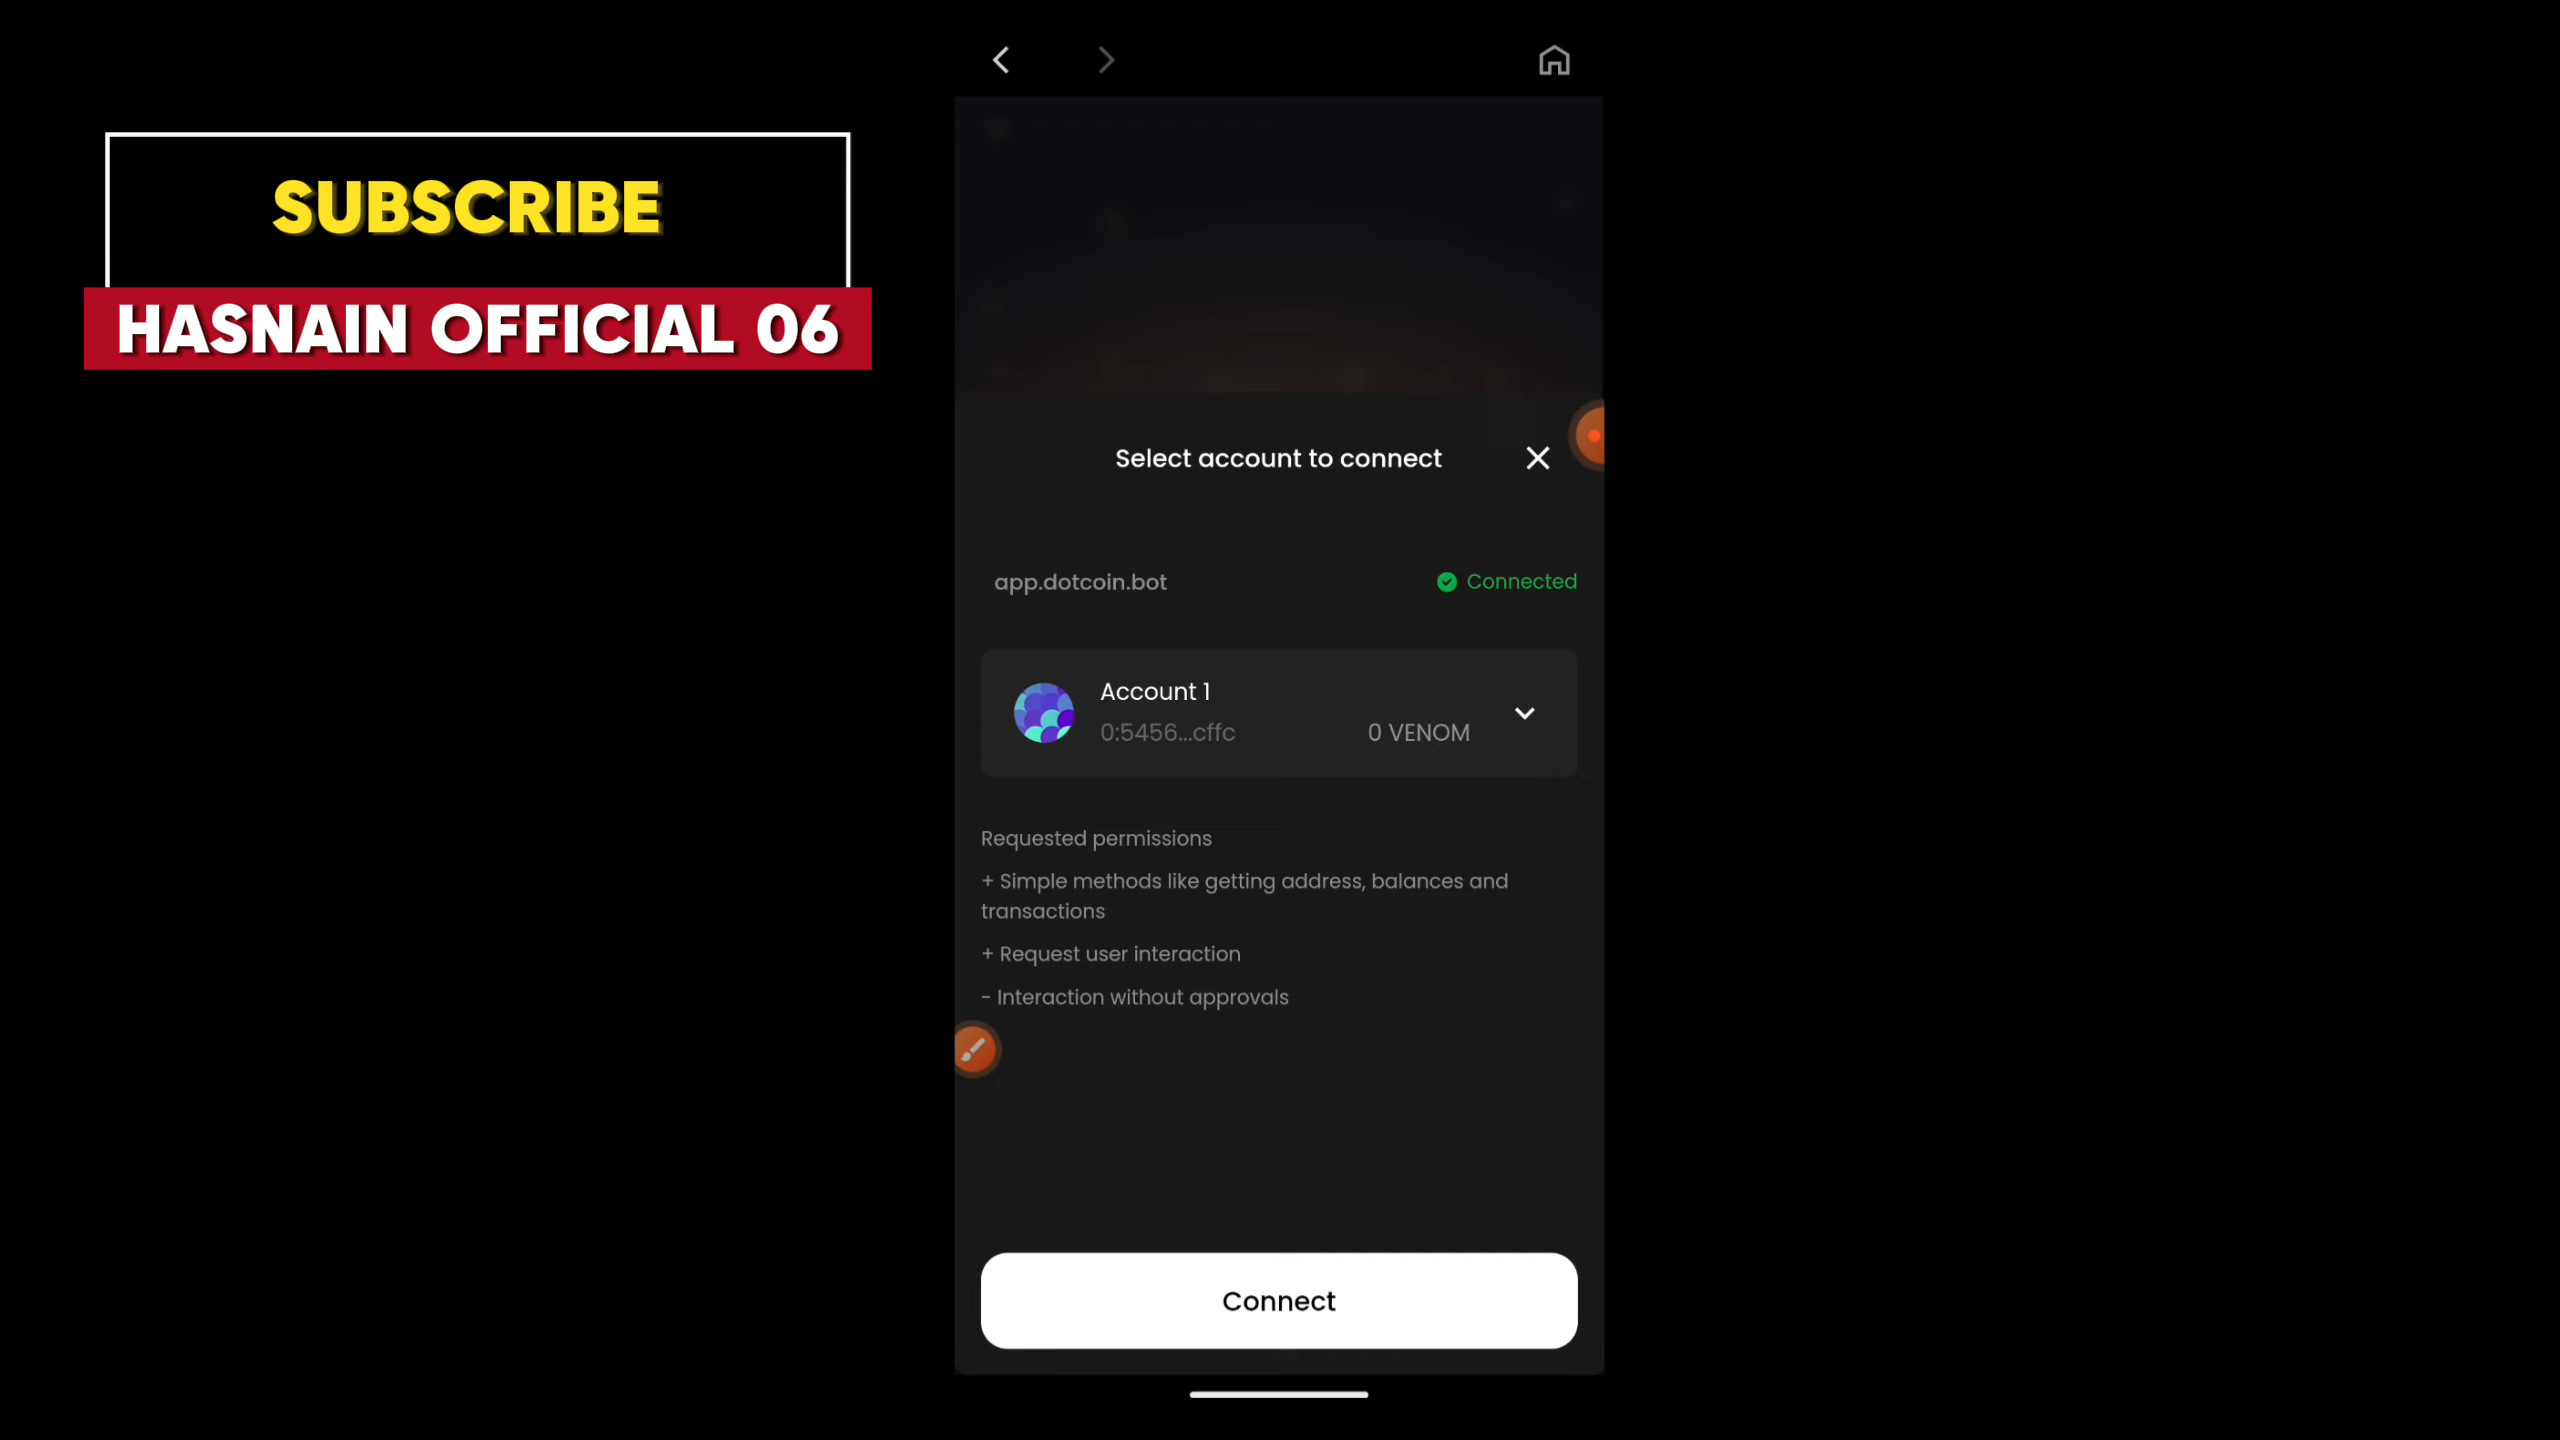 SUBSCRIBE
HASNAIN OFFICIAL 06
Select account to connect
app.dotcoin.bot
Connected
Account 1
0:5456...cffc
0 VENOM
Requested permissions
+ Simple methods like getting address, balances and
transactions
+ Request user interaction
- Interaction without approvals
Connect